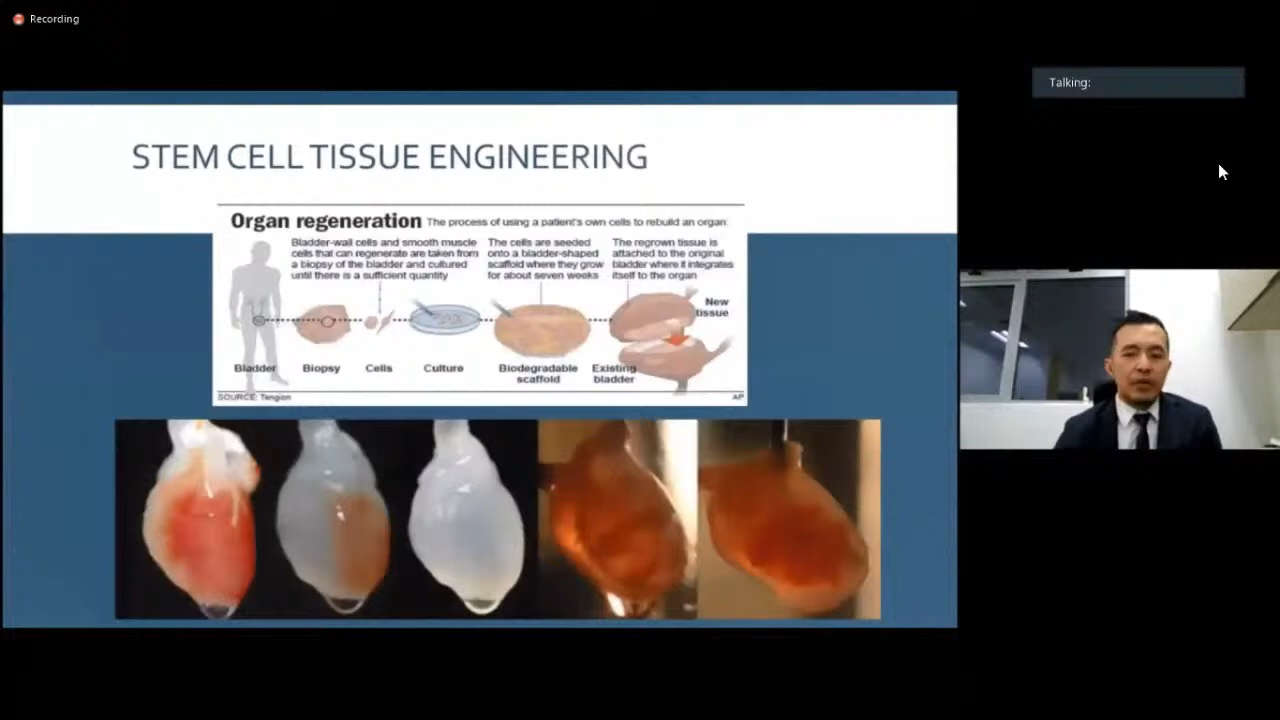 Recording
Talking:
STEM CELL TISSUE ENGINEERING
Organ regeneration The process of using a patient's own cells to rebuild an organ:
Bladder-wall cells and smooth muscle
cells that can regenerate are taken from
a biopsy of the bladder and cultured
until there is a sufficient quantity
The cells are seeded
onto a bladder-shaped
scaffold where they grow
for about seven weeks
The regrown tissue is
attached to the original
bladder where it integrates
itself to the organ
New
tissue
Bladder
Biopsy
Cells
Culture
Biodegradable
scaffold
Existing
bladder
SOURCE: Tengion
AP